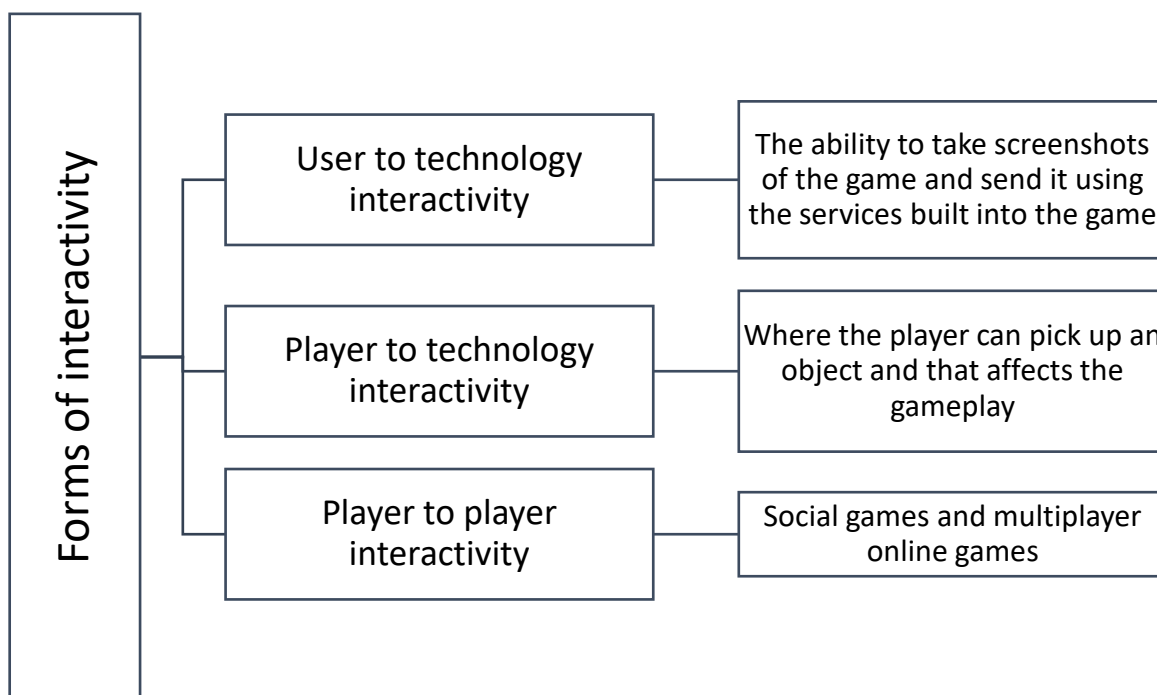 Forms of interactivity
User to technology
interactivity
The ability to take screenshots
of the game and send it using
the services built into the game
Player to technology
interactivity
Where the player can pick up an
object and that affects the
gameplay
Player to player
interactivity
Social games and multiplayer
online games